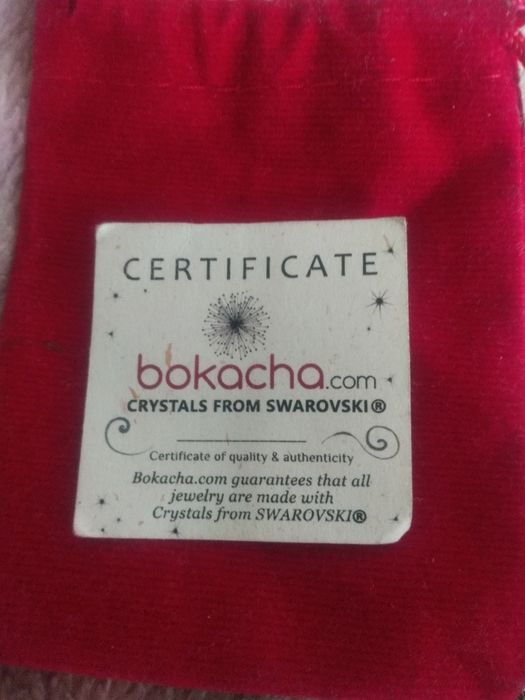 CERTIFICATE
bokacha.com
CRYSTALS FROM SWAROVSKI®
Certificate of quality & authenticity
Bokacha.com guarantees that all
jewelry are made with
Crystals from SWAROVSKI®